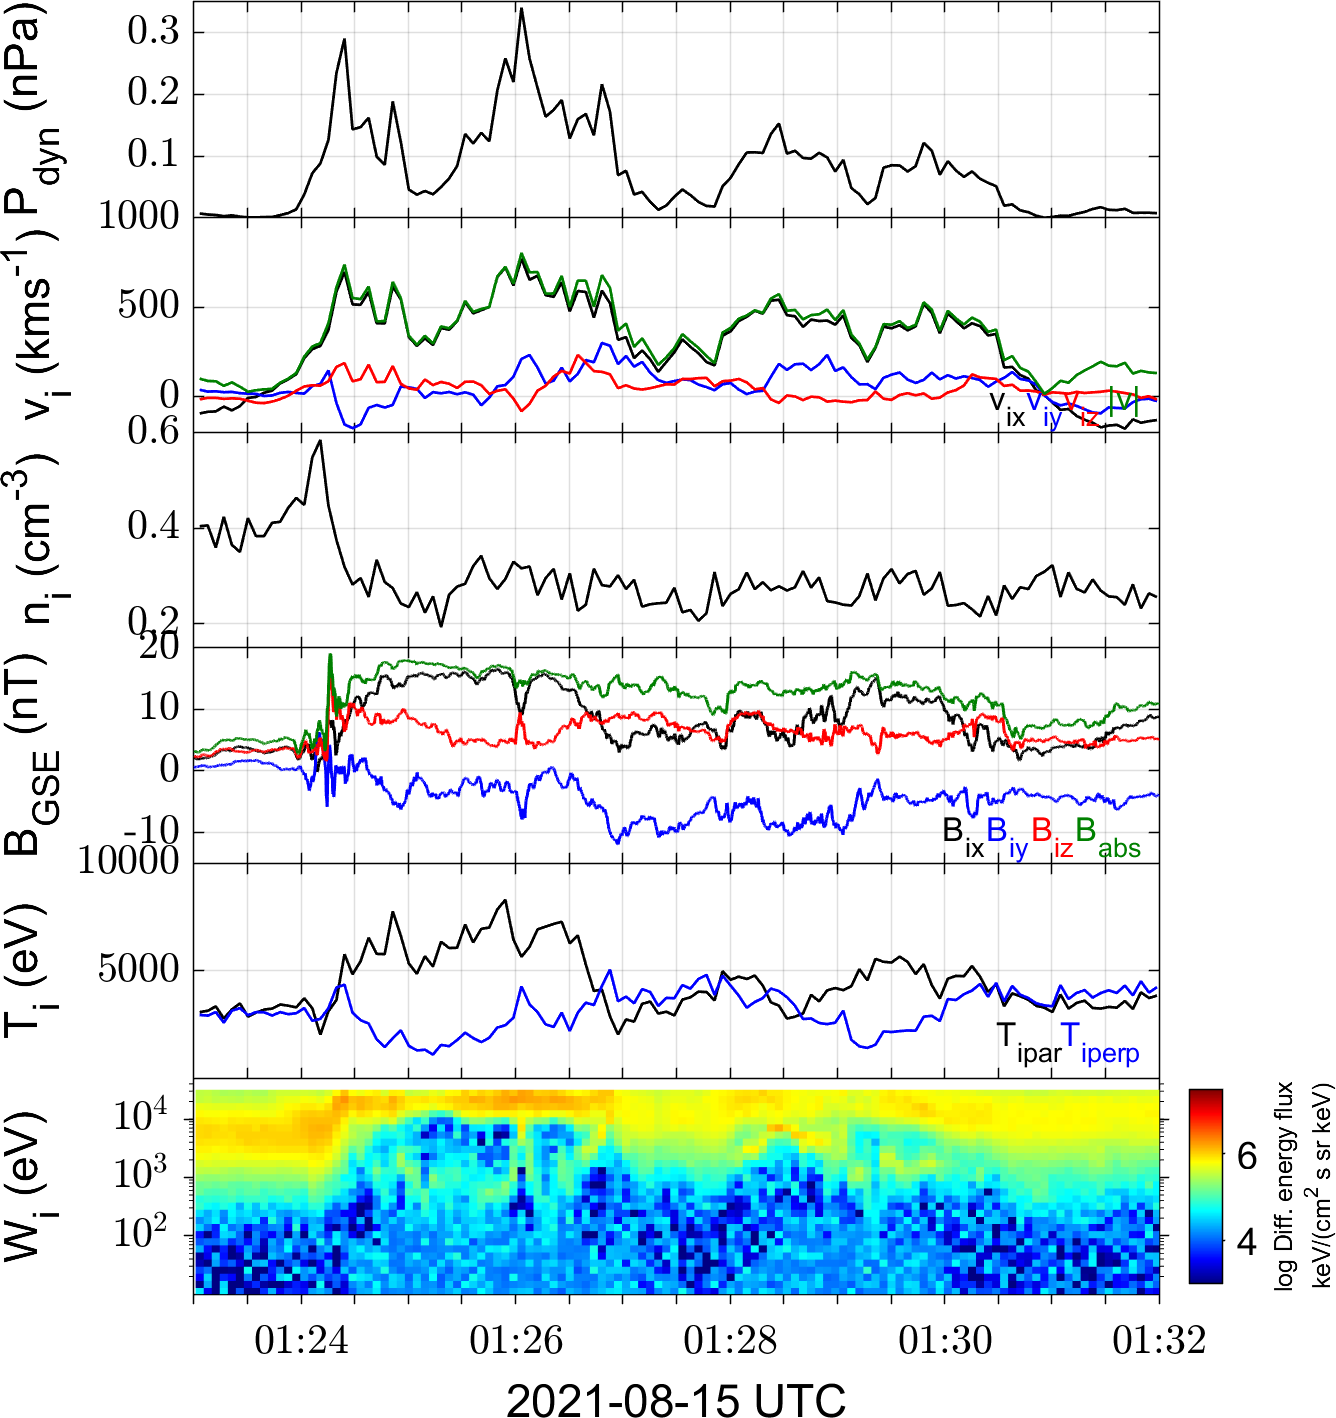 P_dyn (nPa)
0.3
0.2
0.1
v_i (kms^-1)
1000
500
0
V_ix V_iy V_iz |V|
n_i (cm^-3)
0.6
0.4
0.2
B_GSE (nT)
20
10
0
-10
B_ix B_iy B_iz B_abs
T_i (eV)
10000
5000
T_ipar T_iperp
W_i (eV)
10^4
10^3
10^2
6
4
log Diff. energy flux
keV/(cm^2 s sr keV)
01:24 01:26 01:28 01:30 01:32
2021-08-15 UTC